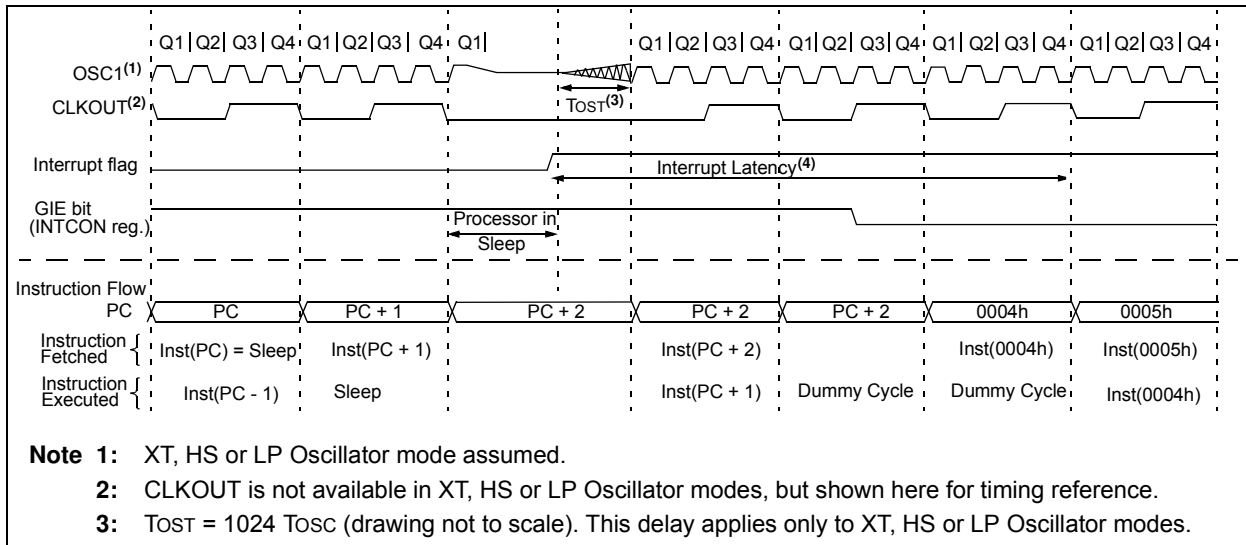 Q1 Q2 Q3 Q4 Q1 Q2 Q3 Q4 Q1 Q1 Q2 Q3 Q4 Q1 Q2 Q3 Q4 Q1 Q2 Q3 Q4 Q1 Q2 Q3 Q4
OSC1(1)
TOST(3)
CLKOUT(2)
Interrupt flag
Interrupt Latency(4)
GIE bit
(INTCON reg.)
Processor in
Sleep
Instruction Flow
PC PC PC + 1 PC + 2 PC + 2 PC + 2 0004h 0005h
Instruction
Fetched { Inst(PC) = Sleep Inst(PC + 1) Inst(PC + 2) Inst(0004h) Inst(0005h)
Instruction
Executed { Inst(PC - 1) Sleep Inst(PC + 1) Dummy Cycle Dummy Cycle Inst(0004h)
Note 1: XT, HS or LP Oscillator mode assumed.
2: CLKOUT is not available in XT, HS or LP Oscillator modes, but shown here for timing reference.
3: TOST = 1024 TOSC (drawing not to scale). This delay applies only to XT, HS or LP Oscillator modes.